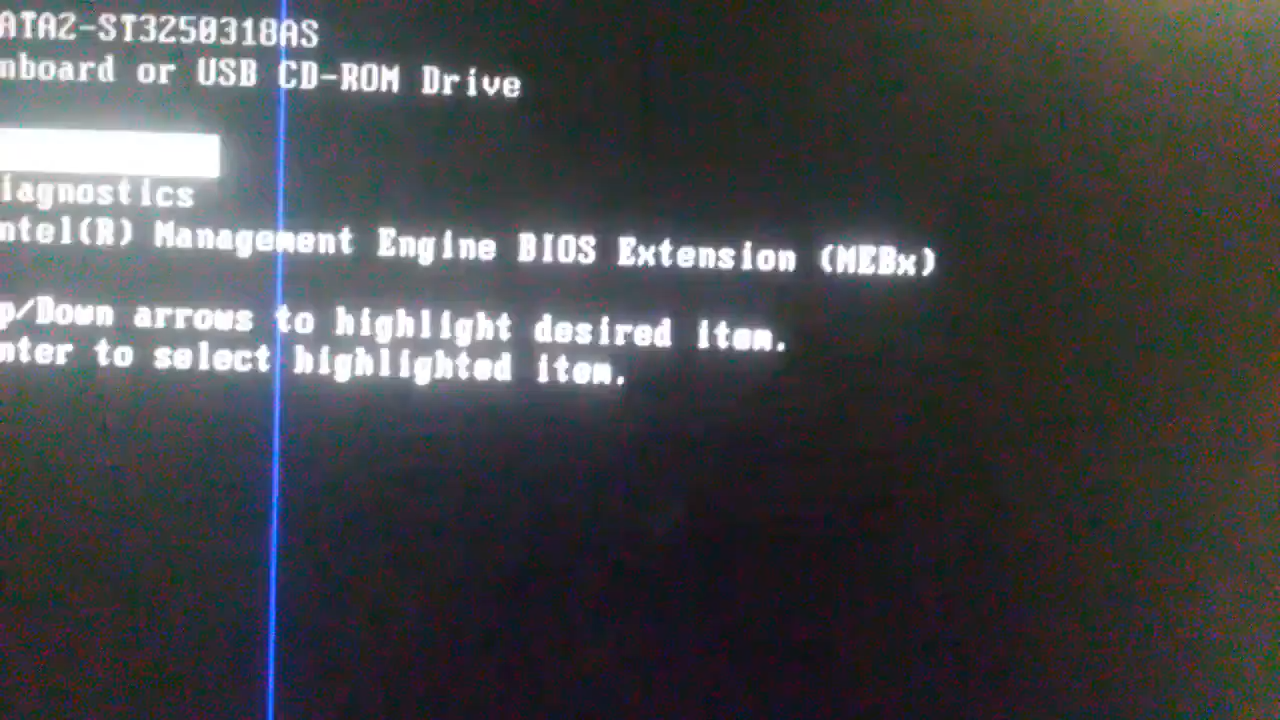 ATA2-ST3250318AS
nboard or USB CD-ROM Drive
iagnostics
ntel(R) Management Engine BIOS Extension (MEBx)
p/Down arrows to highlight desired item.
nter to select highlighted item.